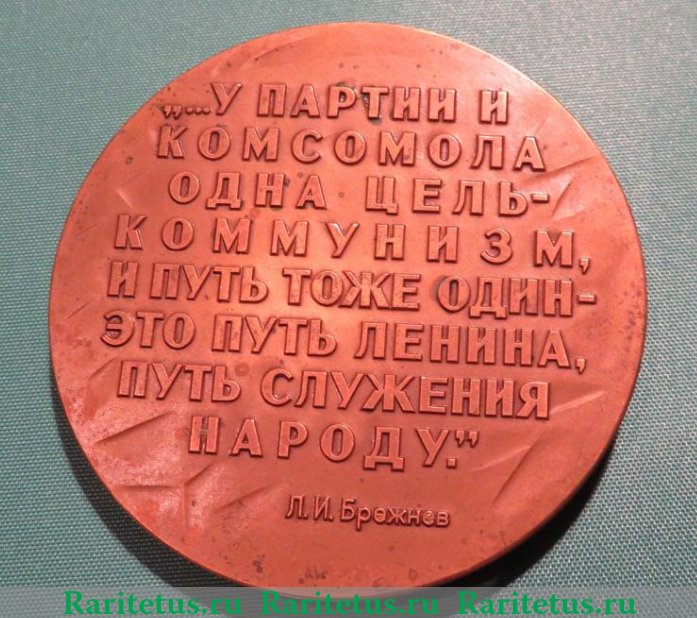 „...У ПАРТИИ И
КОМСОМОЛА
ОДНА ЦЕЛЬ-
КОММУНИЗМ,
И ПУТЬ ТОЖЕ ОДИН-
ЭТО ПУТЬ ЛЕНИНА,
ПУТЬ СЛУЖЕНИЯ
НАРОДУ."
Л.И.Брежнев
Raritetus.ru Raritetus.ru Raritetus.ru